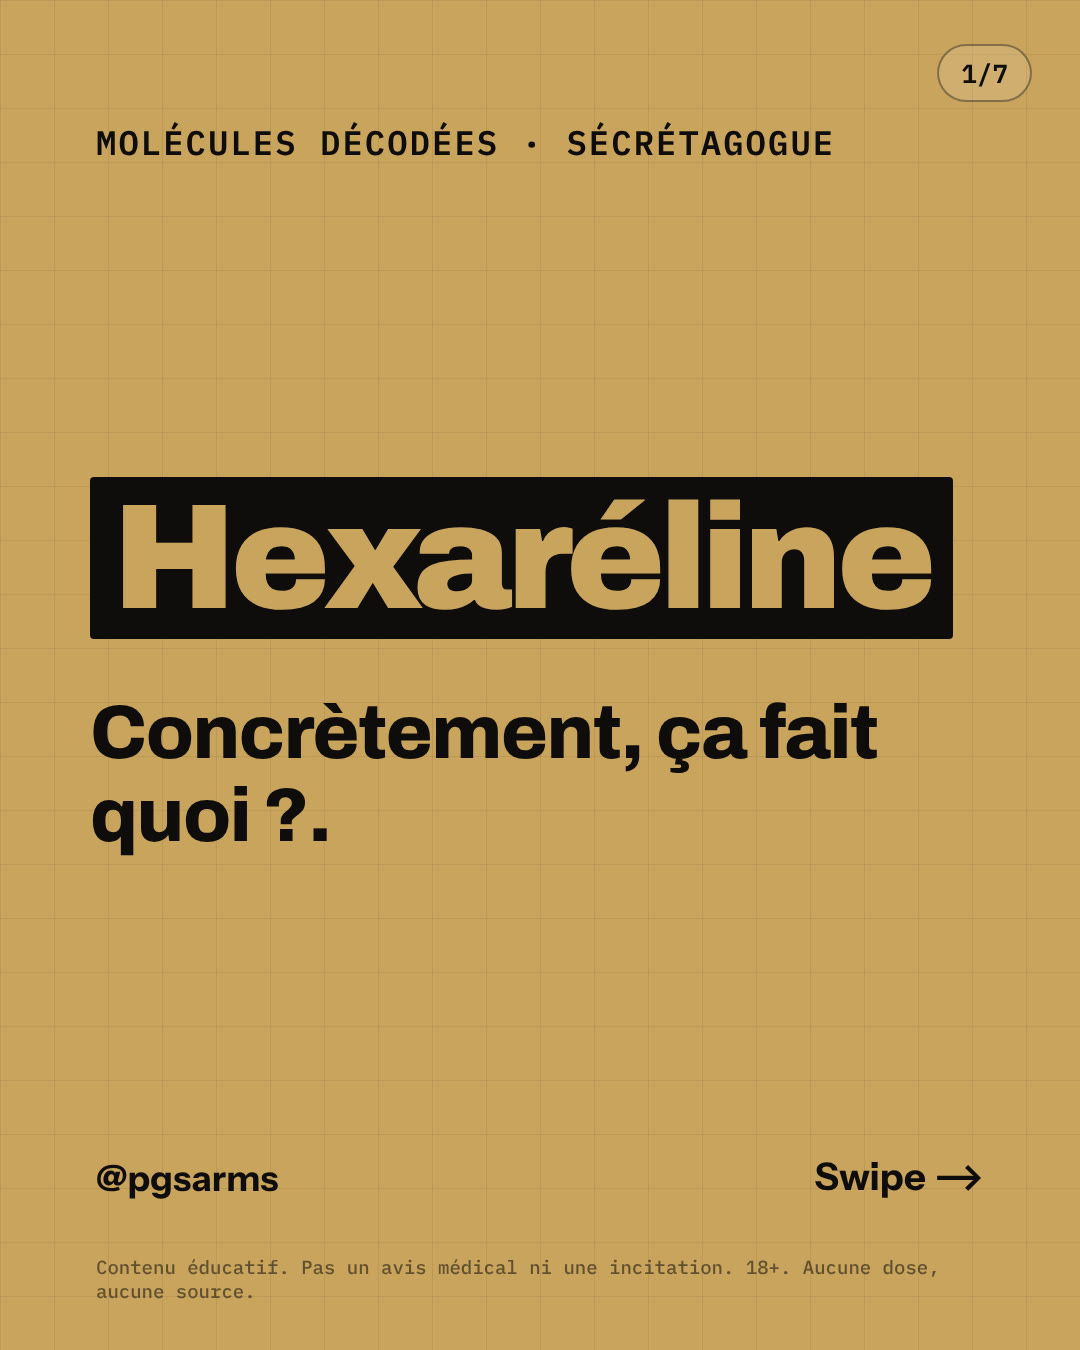 1/7
MOLÉCULES DÉCODÉES · SÉCRÉTAGOGUE
Hexaréline
Concrètement, ça fait
quoi ?.
@pgsarms
Swipe →
Contenu éducatif. Pas un avis médical ni une incitation. 18+. Aucune dose,
aucune source.